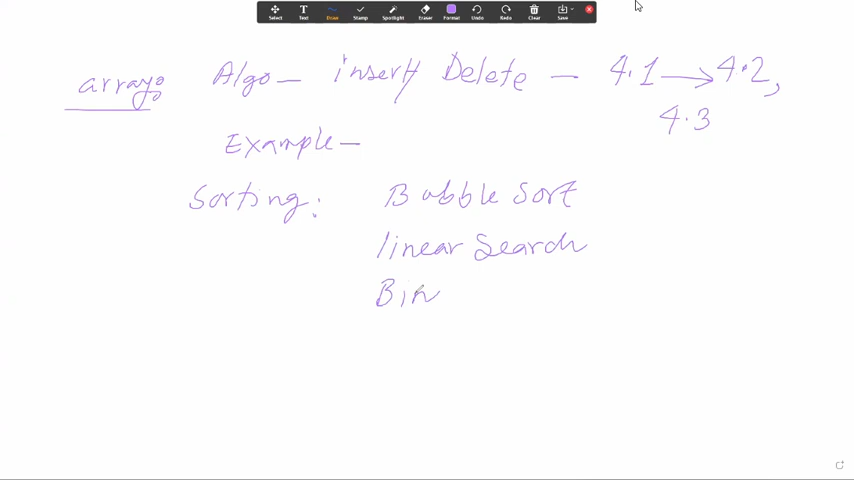 Select Text Draw Stamp Spotlight Eraser Format Undo Redo Clear Save
array: Algo — insert/ Delete — 4.1 → 4.2,
4.3
Example —
Sorting: Bubble Sort
linear Search
Bin